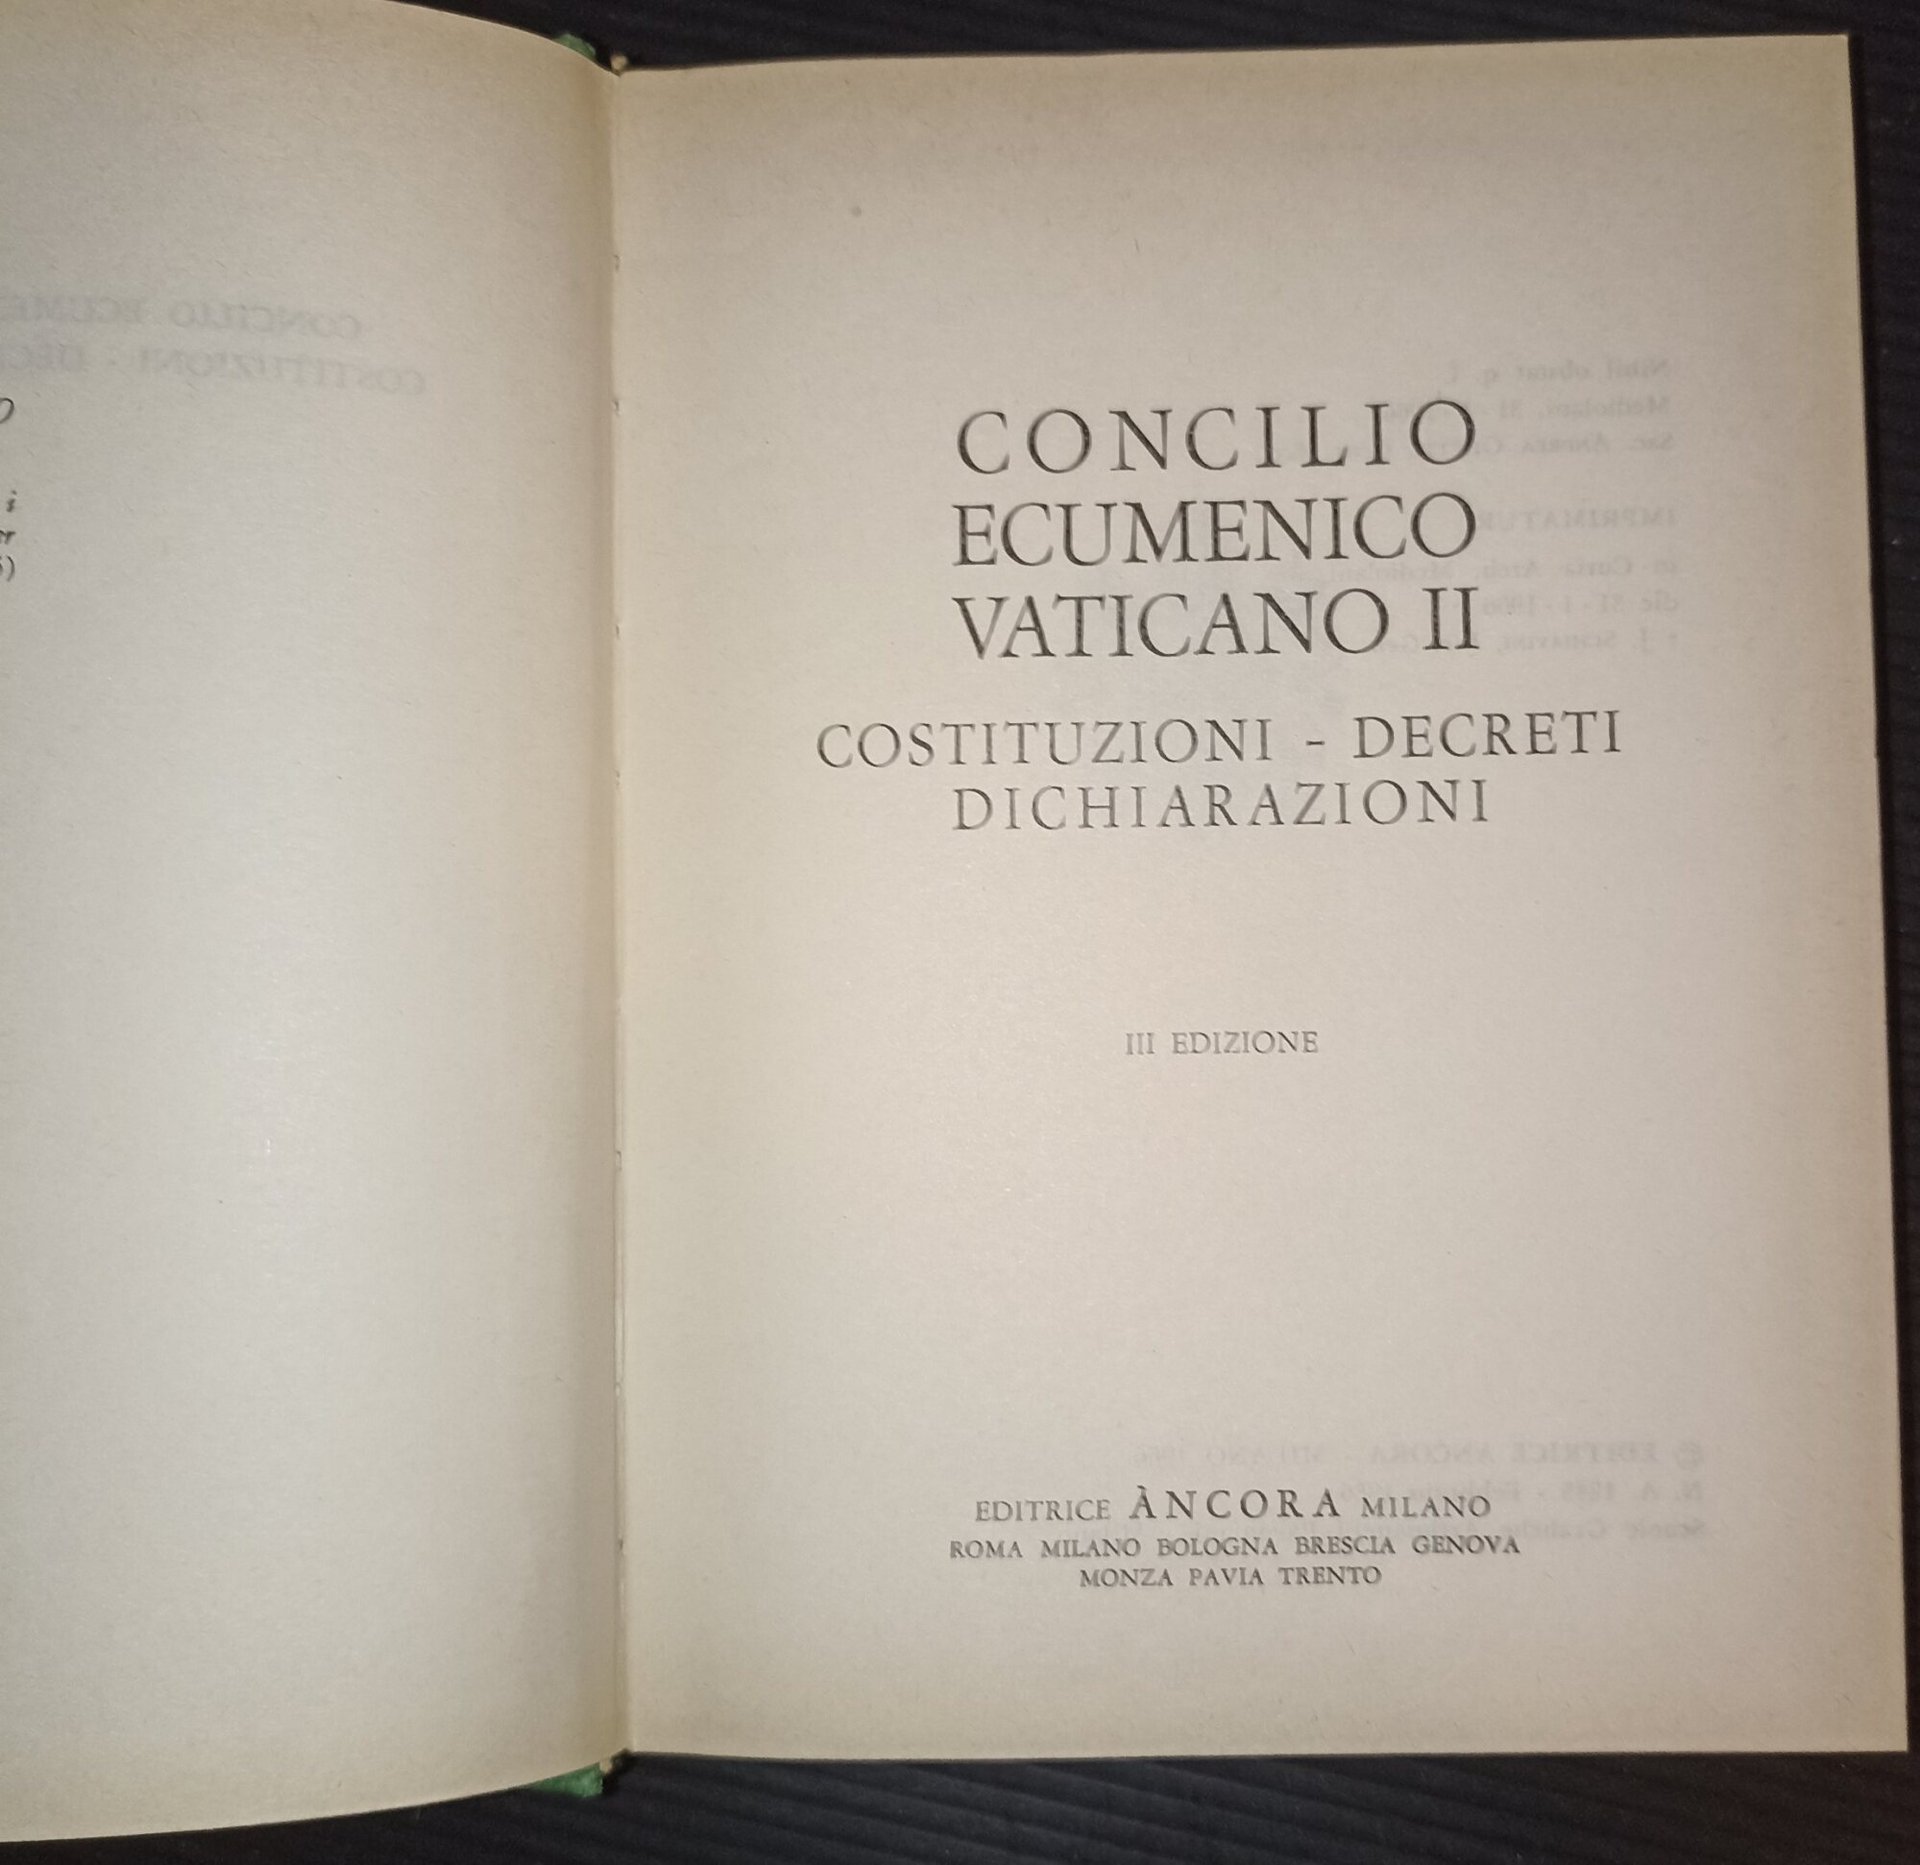 CONCILIO
ECUMENICO
VATICANO II
COSTITUZIONI - DECRETI
DICHIARAZIONI
III EDIZIONE
EDITRICE ÀNCORA MILANO
ROMA MILANO BOLOGNA BRESCIA GENOVA
MONZA PAVIA TRENTO